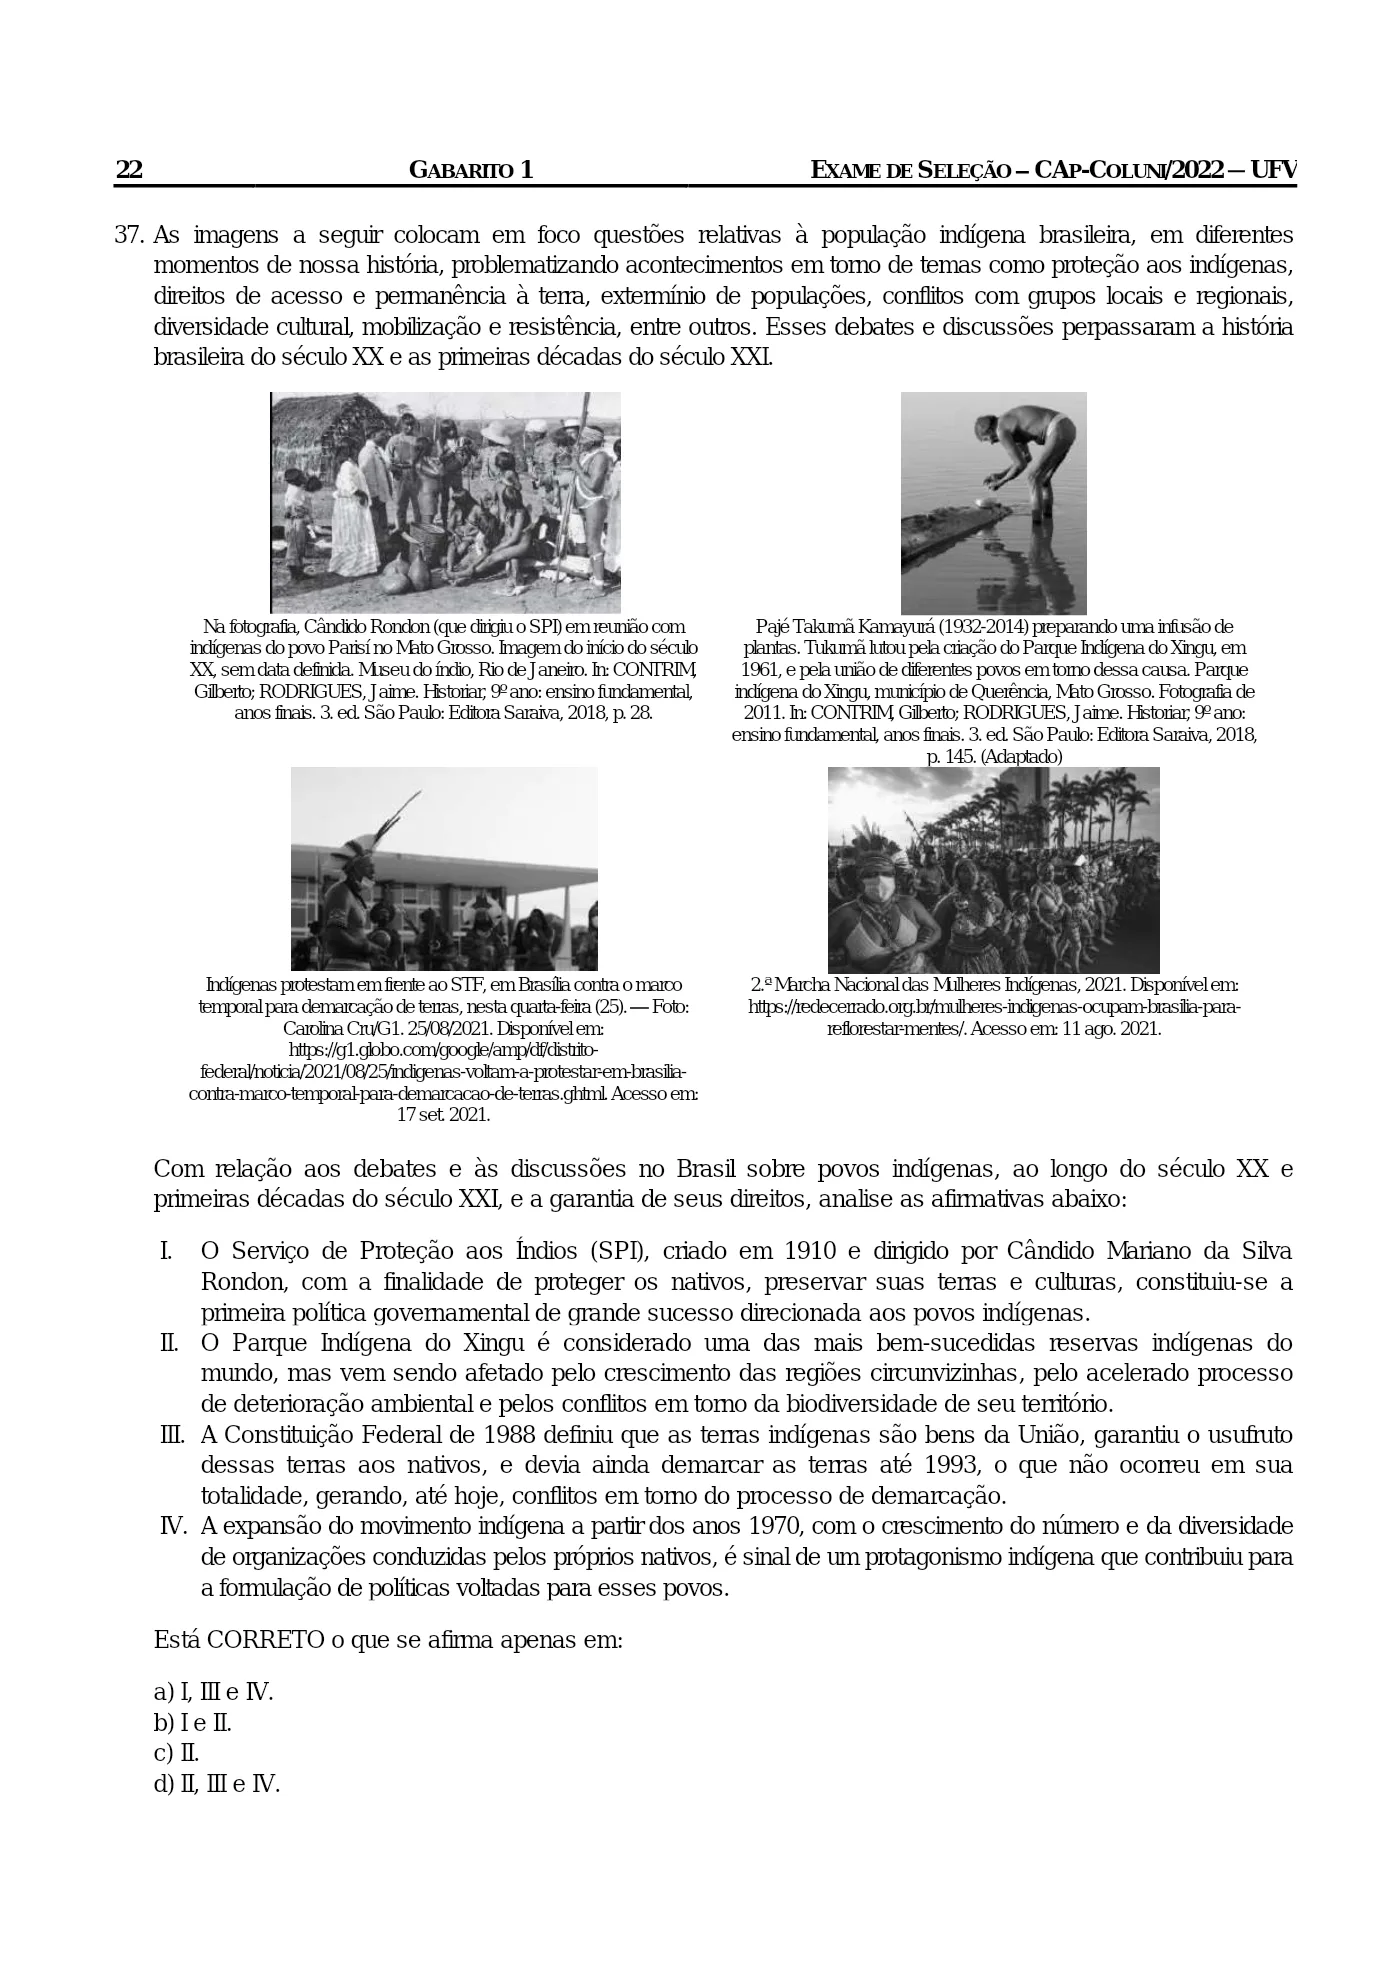 22 GABARITO 1 EXAME DE SELEÇÃO – CAP-COLUNI/2022 — UFV
37. As imagens a seguir colocam em foco questões relativas à população indígena brasileira, em diferentes
momentos de nossa história, problematizando acontecimentos em torno de temas como proteção aos indígenas,
direitos de acesso e permanência à terra, extermínio de populações, conflitos com grupos locais e regionais,
diversidade cultural, mobilização e resistência, entre outros. Esses debates e discussões perpassaram a história
brasileira do século XX e as primeiras décadas do século XXI.
Na fotografia, Cândido Rondon (que dirigiu o SPI) em reunião com
indígenas do povo Parisí no Mato Grosso. Imagem do início do século
XX, sem data definida. Museu do índio, Rio de Janeiro. In: CONTRIM,
Gilberto; RODRIGUES, Jaime. Historiar, 9º ano: ensino fundamental,
anos finais. 3. ed. São Paulo: Editora Saraiva, 2018, p. 28.
Pajé Takumã Kamayurá (1932-2014) preparando uma infusão de
plantas. Tukumã lutou pela criação do Parque Indígena do Xingu, em
1961, e pela união de diferentes povos em torno dessa causa. Parque
indígena do Xingu, município de Querência, Mato Grosso. Fotografia de
2011. In: CONTRIM, Gilberto; RODRIGUES, Jaime. Historiar, 9º ano:
ensino fundamental, anos finais. 3. ed. São Paulo: Editora Saraiva, 2018,
p. 145. (Adaptado)
Indígenas protestam em frente ao STF, em Brasília contra o marco
temporal para demarcação de terras, nesta quarta-feira (25). — Foto:
Carolina Cru/G1. 25/08/2021. Disponível em:
https://g1.globo.com/google/amp/df/distrito-
federal/noticia/2021/08/25/indigenas-voltam-a-protestar-em-brasilia-
contra-marco-temporal-para-demarcacao-de-terras.ghtml. Acesso em:
17 set. 2021.
2.ª Marcha Nacional das Mulheres Indígenas, 2021. Disponível em:
https://redecerrado.org.br/mulheres-indigenas-ocupam-brasilia-para-
reflorestar-mentes/. Acesso em: 11 ago. 2021.
Com relação aos debates e às discussões no Brasil sobre povos indígenas, ao longo do século XX e
primeiras décadas do século XXI, e a garantia de seus direitos, analise as afirmativas abaixo:
I. O Serviço de Proteção aos Índios (SPI), criado em 1910 e dirigido por Cândido Mariano da Silva
Rondon, com a finalidade de proteger os nativos, preservar suas terras e culturas, constituiu-se a
primeira política governamental de grande sucesso direcionada aos povos indígenas.
II. O Parque Indígena do Xingu é considerado uma das mais bem-sucedidas reservas indígenas do
mundo, mas vem sendo afetado pelo crescimento das regiões circunvizinhas, pelo acelerado processo
de deterioração ambiental e pelos conflitos em torno da biodiversidade de seu território.
III. A Constituição Federal de 1988 definiu que as terras indígenas são bens da União, garantiu o usufruto
dessas terras aos nativos, e devia ainda demarcar as terras até 1993, o que não ocorreu em sua
totalidade, gerando, até hoje, conflitos em torno do processo de demarcação.
IV. A expansão do movimento indígena a partir dos anos 1970, com o crescimento do número e da diversidade
de organizações conduzidas pelos próprios nativos, é sinal de um protagonismo indígena que contribuiu para
a formulação de políticas voltadas para esses povos.
Está CORRETO o que se afirma apenas em:
a) I, III e IV.
b) I e II.
c) II.
d) II, III e IV.